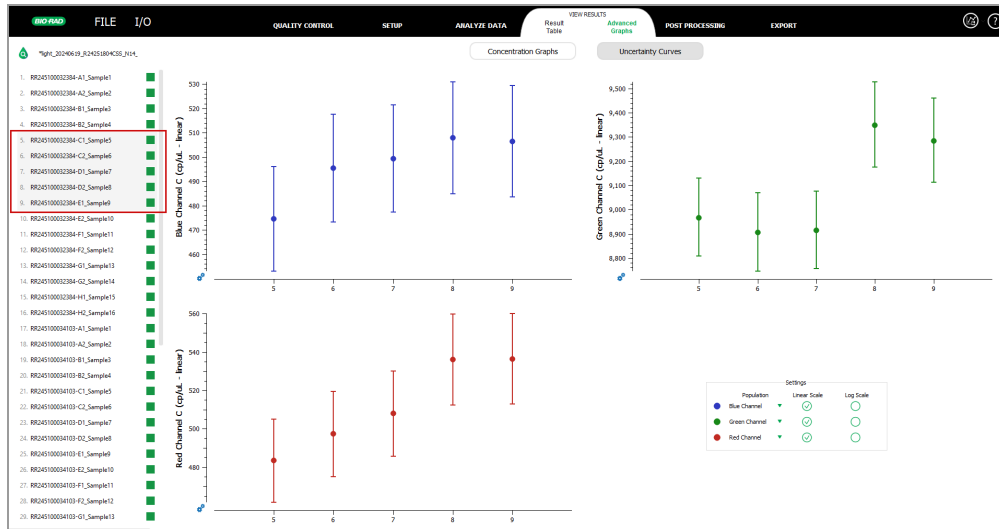 BIO-RAD FILE I/O
QUALITY CONTROL
SETUP
ANALYZE DATA
VIEW RESULTS
Result Table
Advanced Graphs
POST PROCESSING
EXPORT
?
*light_20240619_R24251804CSS_N14_
Concentration Graphs
Uncertainty Curves
1. RR245100032384-A1_Sample1
2. RR245100032384-A2_Sample2
3. RR245100032384-B1_Sample3
4. RR245100032384-B2_Sample4
5. RR245100032384-C1_Sample5
6. RR245100032384-C2_Sample6
7. RR245100032384-D1_Sample7
8. RR245100032384-D2_Sample8
9. RR245100032384-E1_Sample9
10. RR245100032384-E2_Sample10
11. RR245100032384-F1_Sample11
12. RR245100032384-F2_Sample12
13. RR245100032384-G1_Sample13
14. RR245100032384-G2_Sample14
15. RR245100032384-H1_Sample15
16. RR245100032384-H2_Sample16
17. RR245100034103-A1_Sample1
18. RR245100034103-A2_Sample2
19. RR245100034103-B1_Sample3
20. RR245100034103-B2_Sample4
21. RR245100034103-C1_Sample5
22. RR245100034103-C2_Sample6
23. RR245100034103-D1_Sample7
24. RR245100034103-D2_Sample8
25. RR245100034103-E1_Sample9
26. RR245100034103-E2_Sample10
27. RR245100034103-F1_Sample11
28. RR245100034103-F2_Sample12
29. RR245100034103-G1_Sample13
Blue Channel C (cp/uL - linear)
530
520
510
500
490
480
470
460
5 6 7 8 9
Green Channel C (cp/uL - linear)
9,500
9,400
9,300
9,200
9,100
9,000
8,900
8,800
5 6 7 8 9
Red Channel C (cp/uL - linear)
560
540
520
500
480
5 6 7 8 9
Settings
Population Linear Scale Log Scale
Blue Channel
Green Channel
Red Channel